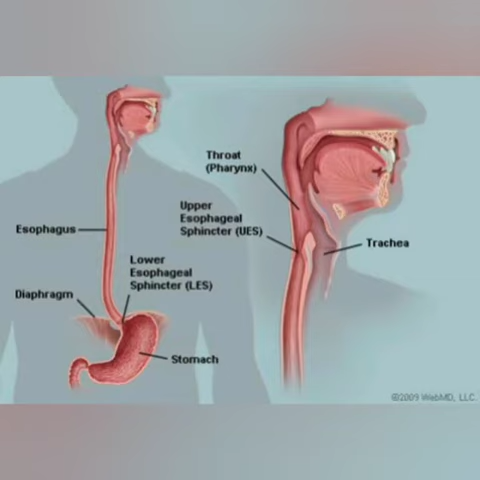 Throat
(Pharynx)
Upper
Esophageal
Sphincter (UES)
Esophagus
Trachea
Lower
Esophageal
Sphincter (LES)
Diaphragm
Stomach
©2009 WebMD, LLC.